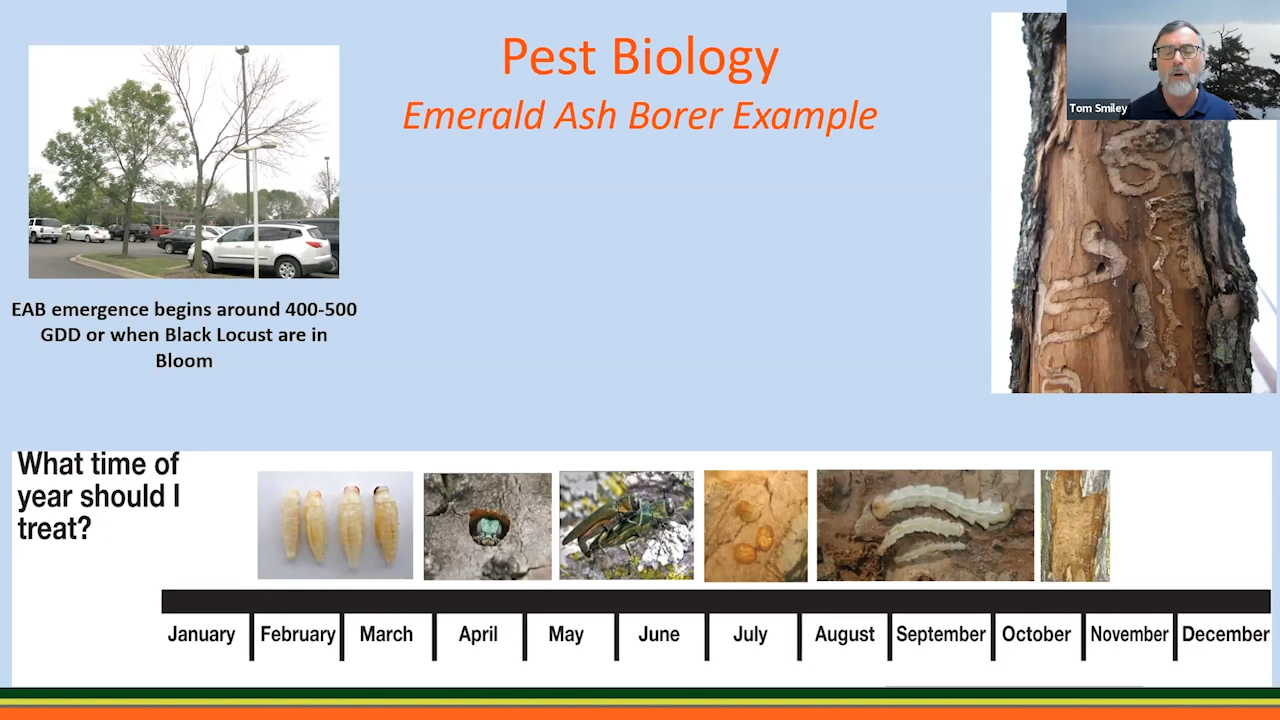 Pest Biology
Emerald Ash Borer Example
Tom Smiley
EAB emergence begins around 400-500
GDD or when Black Locust are in
Bloom
What time of
year should I
treat?
January February March April May June July August September October November December